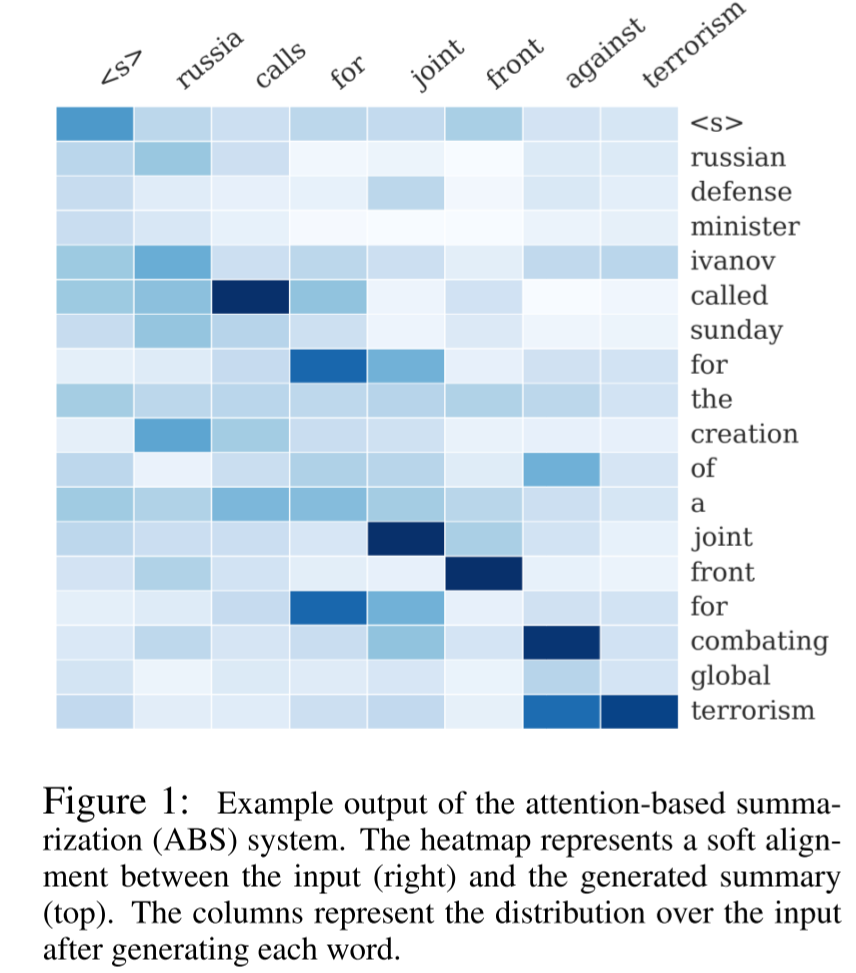 <s> russia calls for joint front against terrorism
<s>
russian
defense
minister
ivanov
called
sunday
for
the
creation
of
a
joint
front
for
combating
global
terrorism
Figure 1: Example output of the attention-based summa-
rization (ABS) system. The heatmap represents a soft align-
ment between the input (right) and the generated summary
(top). The columns represent the distribution over the input
after generating each word.